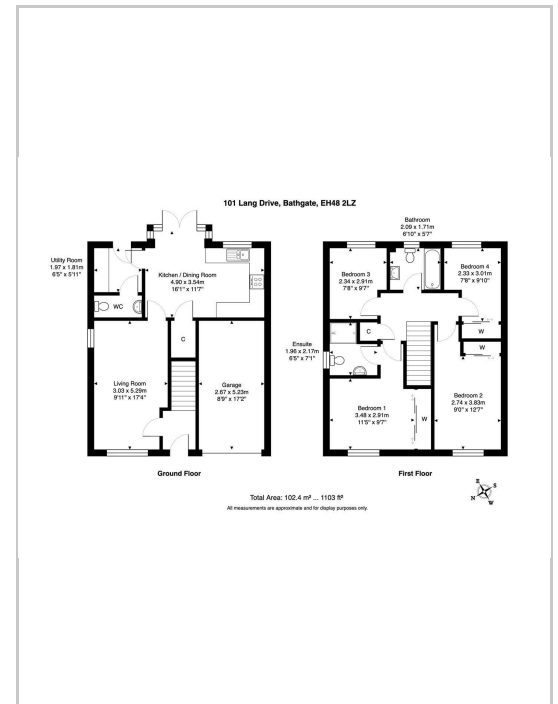 101 Lang Drive, Bathgate, EH48 2LZ
Utility Room
1.97 x 1.81m
6'5" x 5'11"
WC
Kitchen / Dining Room
4.90 x 3.54m
16'1" x 11'7"
C
Living Room
3.03 x 5.29m
9'11" x 17'4"
Garage
2.67 x 5.23m
8'9" x 17'2"
Ground Floor
Bathroom
2.09 x 1.71m
6'10" x 5'7"
Bedroom 3
2.34 x 2.91m
7'8" x 9'7"
Bedroom 4
2.33 x 3.01m
7'8" x 9'10"
W
W
C
Ensuite
1.96 x 2.17m
6'5" x 7'1"
Bedroom 1
3.48 x 2.91m
11'5" x 9'7"
W
Bedroom 2
2.74 x 3.83m
9'0" x 12'7"
First Floor
E
S
N
W
Total Area: 102.4 m² ... 1103 ft²
All measurements are approximate and for display purposes only.